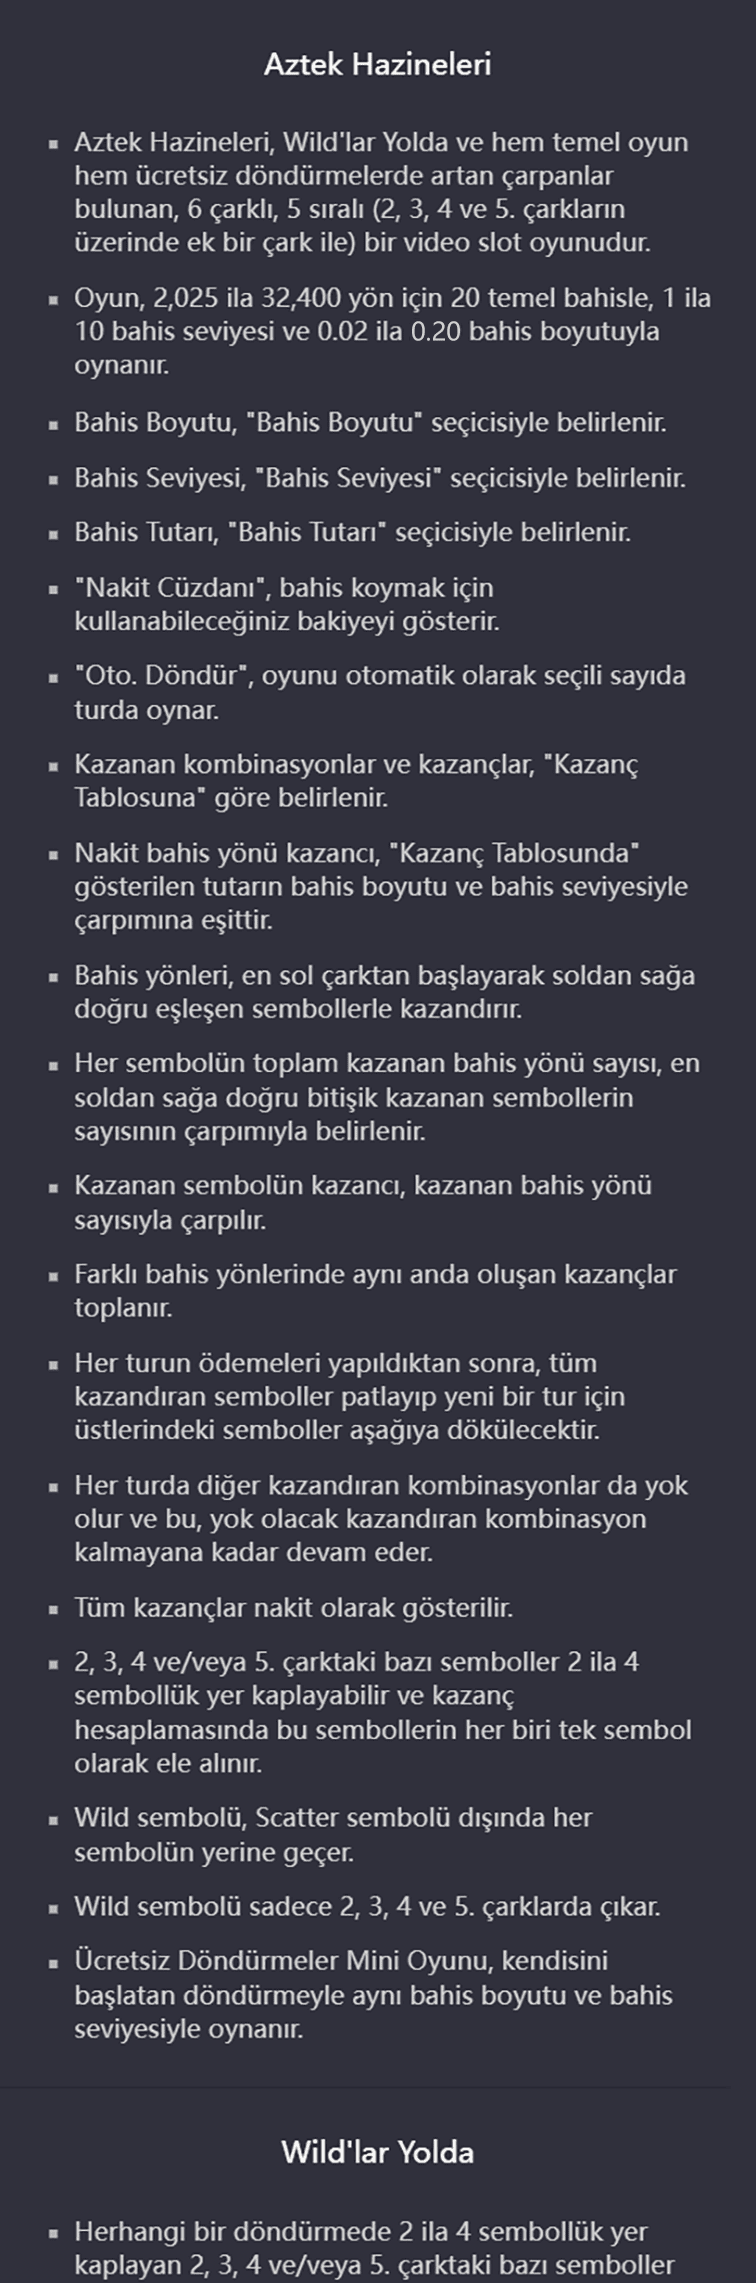 Aztek Hazineleri
▪ Aztek Hazineleri, Wild'lar Yolda ve hem temel oyun
hem ücretsiz döndürmelerde artan çarpanlar
bulunan, 6 çarklı, 5 sıralı (2, 3, 4 ve 5. çarkların
üzerinde ek bir çark ile) bir video slot oyunudur.
▪ Oyun, 2,025 ila 32,400 yön için 20 temel bahisle, 1 ila
10 bahis seviyesi ve 0.02 ila 0.20 bahis boyutuyla
oynanır.
▪ Bahis Boyutu, "Bahis Boyutu" seçicisiyle belirlenir.
▪ Bahis Seviyesi, "Bahis Seviyesi" seçicisiyle belirlenir.
▪ Bahis Tutarı, "Bahis Tutarı" seçicisiyle belirlenir.
▪ "Nakit Cüzdanı", bahis koymak için
kullanabileceğiniz bakiyeyi gösterir.
▪ "Oto. Döndür", oyunu otomatik olarak seçili sayıda
turda oynar.
▪ Kazanan kombinasyonlar ve kazançlar, "Kazanç
Tablosuna" göre belirlenir.
▪ Nakit bahis yönü kazancı, "Kazanç Tablosunda"
gösterilen tutarın bahis boyutu ve bahis seviyesiyle
çarpımına eşittir.
▪ Bahis yönleri, en sol çarktan başlayarak soldan sağa
doğru eşleşen sembollerle kazandırır.
▪ Her sembolün toplam kazanan bahis yönü sayısı, en
soldan sağa doğru bitişik kazanan sembollerin
sayısının çarpımıyla belirlenir.
▪ Kazanan sembolün kazancı, kazanan bahis yönü
sayısıyla çarpılır.
▪ Farklı bahis yönlerinde aynı anda oluşan kazançlar
toplanır.
▪ Her turun ödemeleri yapıldıktan sonra, tüm
kazandıran semboller patlayıp yeni bir tur için
üstlerindeki semboller aşağıya dökülecektir.
▪ Her turda diğer kazandıran kombinasyonlar da yok
olur ve bu, yok olacak kazandıran kombinasyon
kalmayana kadar devam eder.
▪ Tüm kazançlar nakit olarak gösterilir.
▪ 2, 3, 4 ve/veya 5. çarktaki bazı semboller 2 ila 4
sembollük yer kaplayabilir ve kazanç
hesaplamasında bu sembollerin her biri tek sembol
olarak ele alınır.
▪ Wild sembolü, Scatter sembolü dışında her
sembolün yerine geçer.
▪ Wild sembolü sadece 2, 3, 4 ve 5. çarklarda çıkar.
▪ Ücretsiz Döndürmeler Mini Oyunu, kendisini
başlatan döndürmeyle aynı bahis boyutu ve bahis
seviyesiyle oynanır.
Wild'lar Yolda
▪ Herhangi bir döndürmede 2 ila 4 sembollük yer
kaplayan 2, 3, 4 ve/veya 5. çarktaki bazı semboller